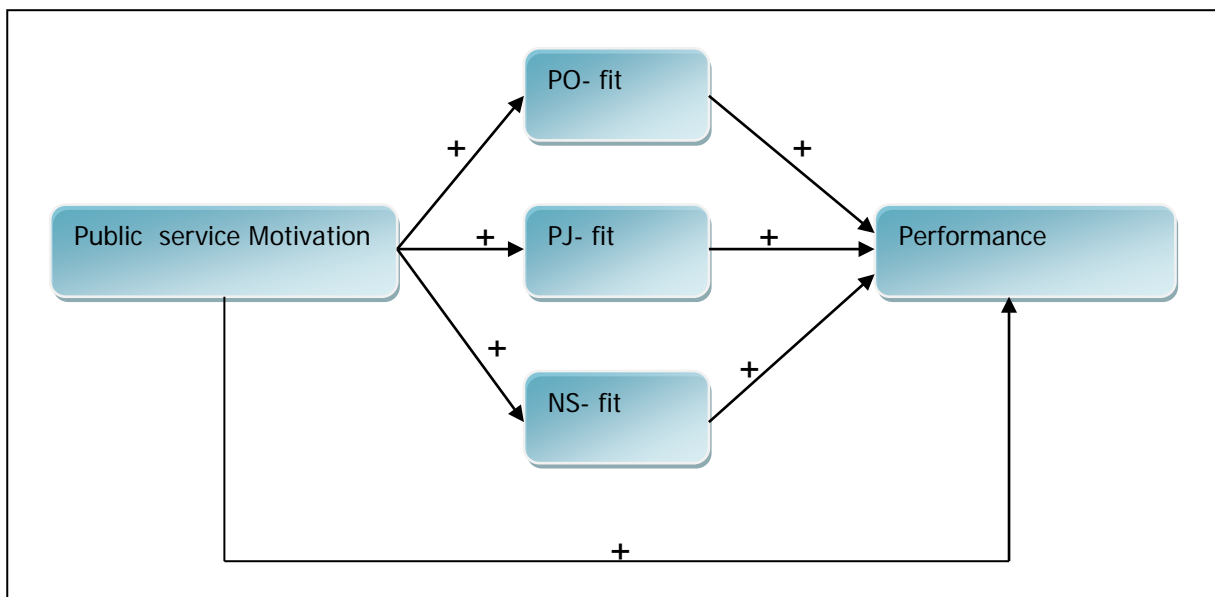 PO- fit
+
+
Public service Motivation
+
PJ- fit
+
Performance
+
NS- fit
+
+